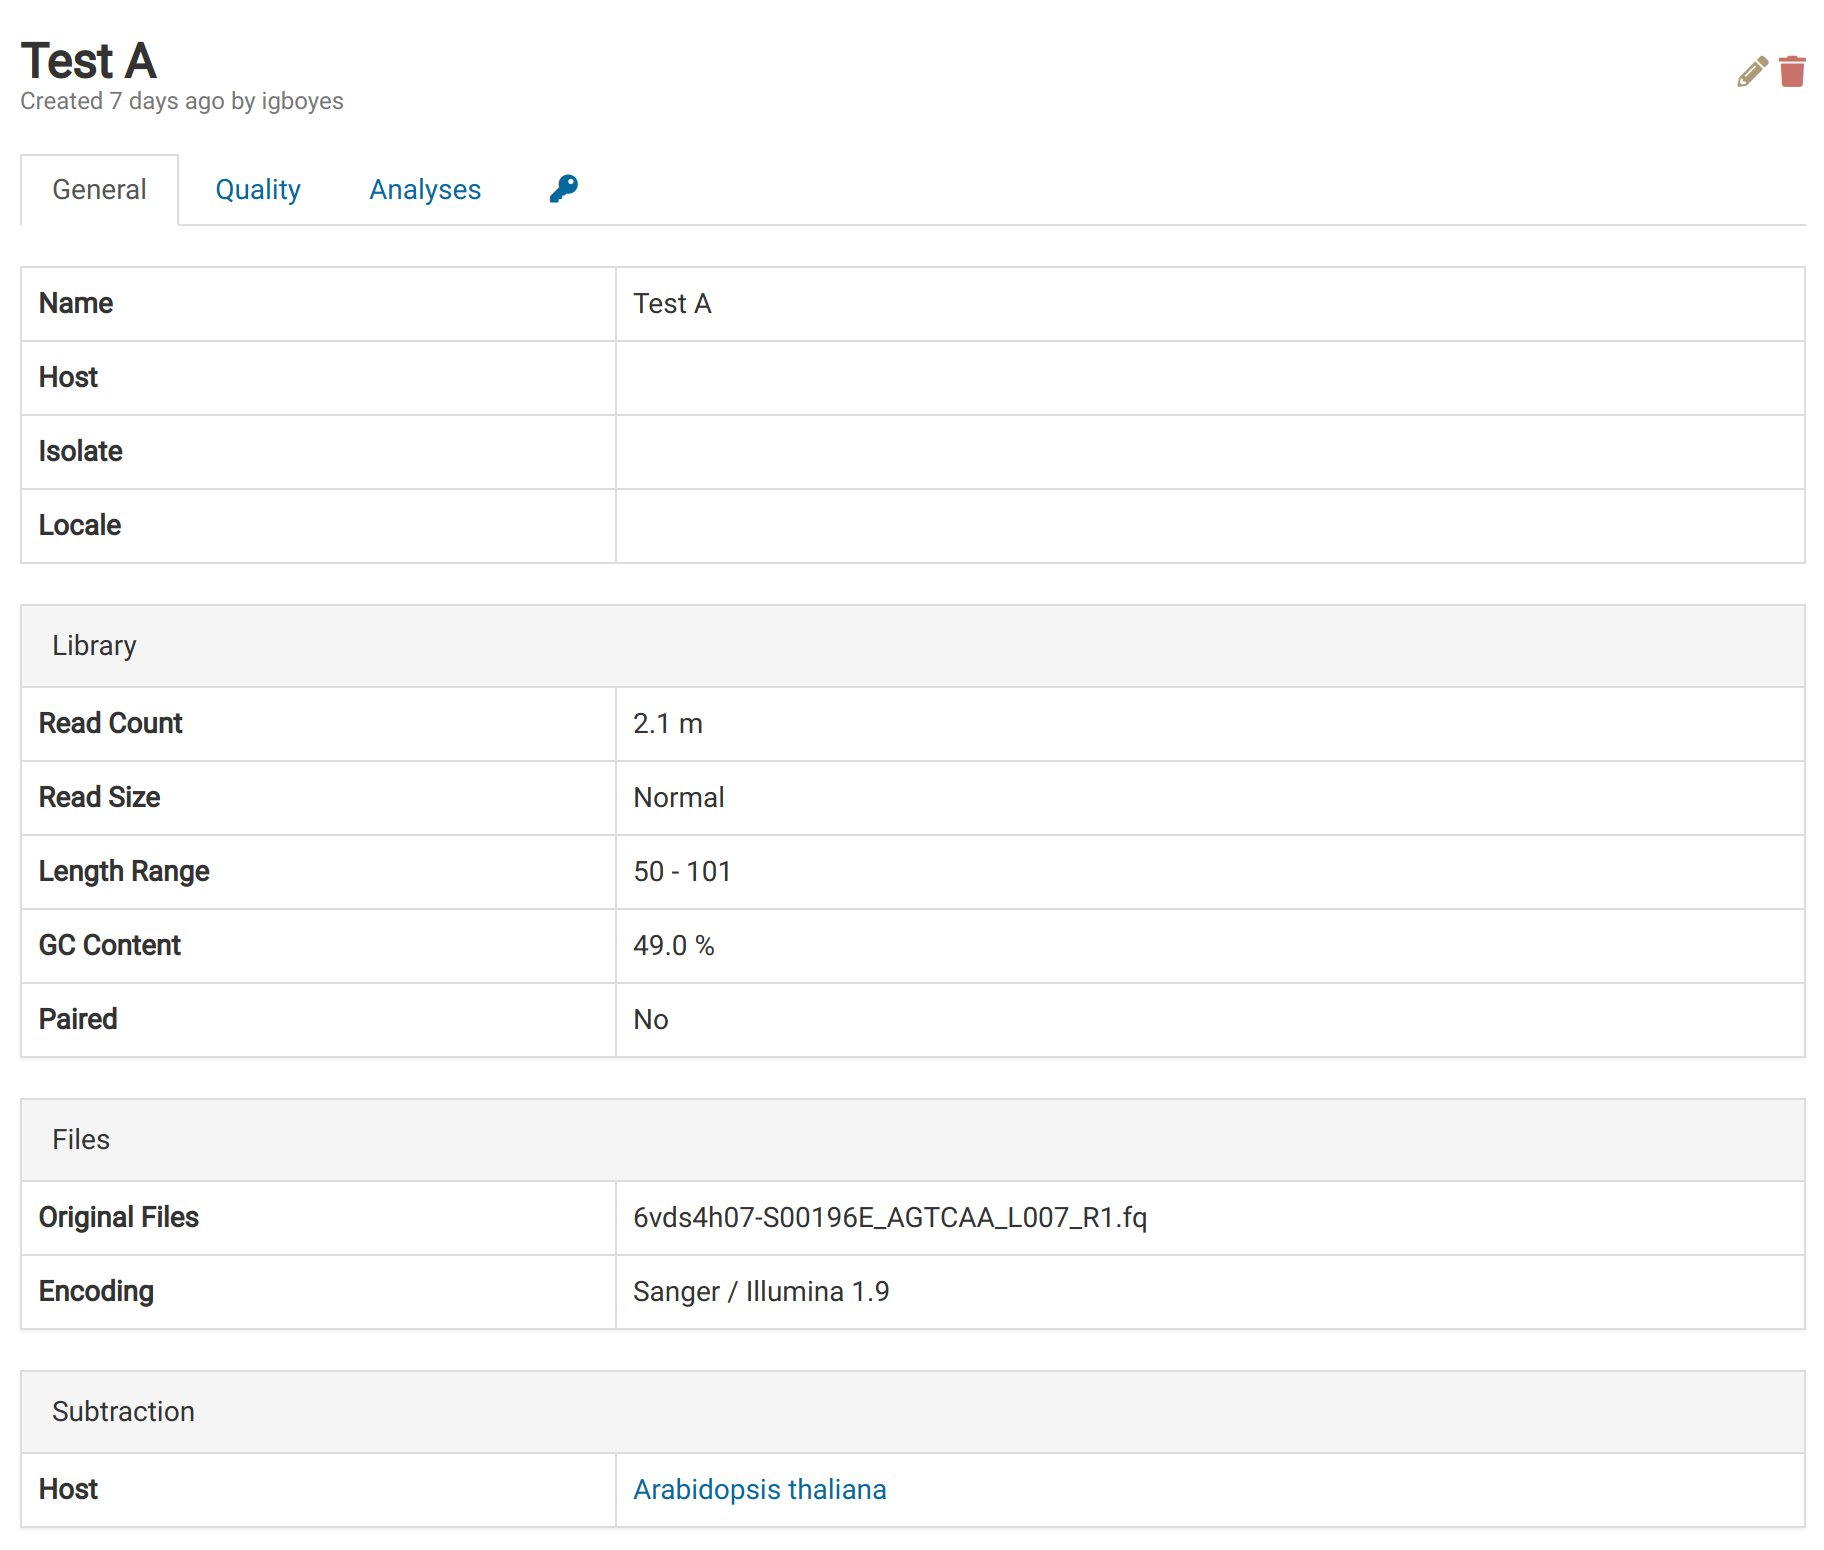 Test A
Created 7 days ago by igboyes
General Quality Analyses
Name Test A
Host
Isolate
Locale
Library
Read Count 2.1 m
Read Size Normal
Length Range 50 - 101
GC Content 49.0 %
Paired No
Files
Original Files 6vds4h07-S00196E_AGTCAA_L007_R1.fq
Encoding Sanger / Illumina 1.9
Subtraction
Host Arabidopsis thaliana